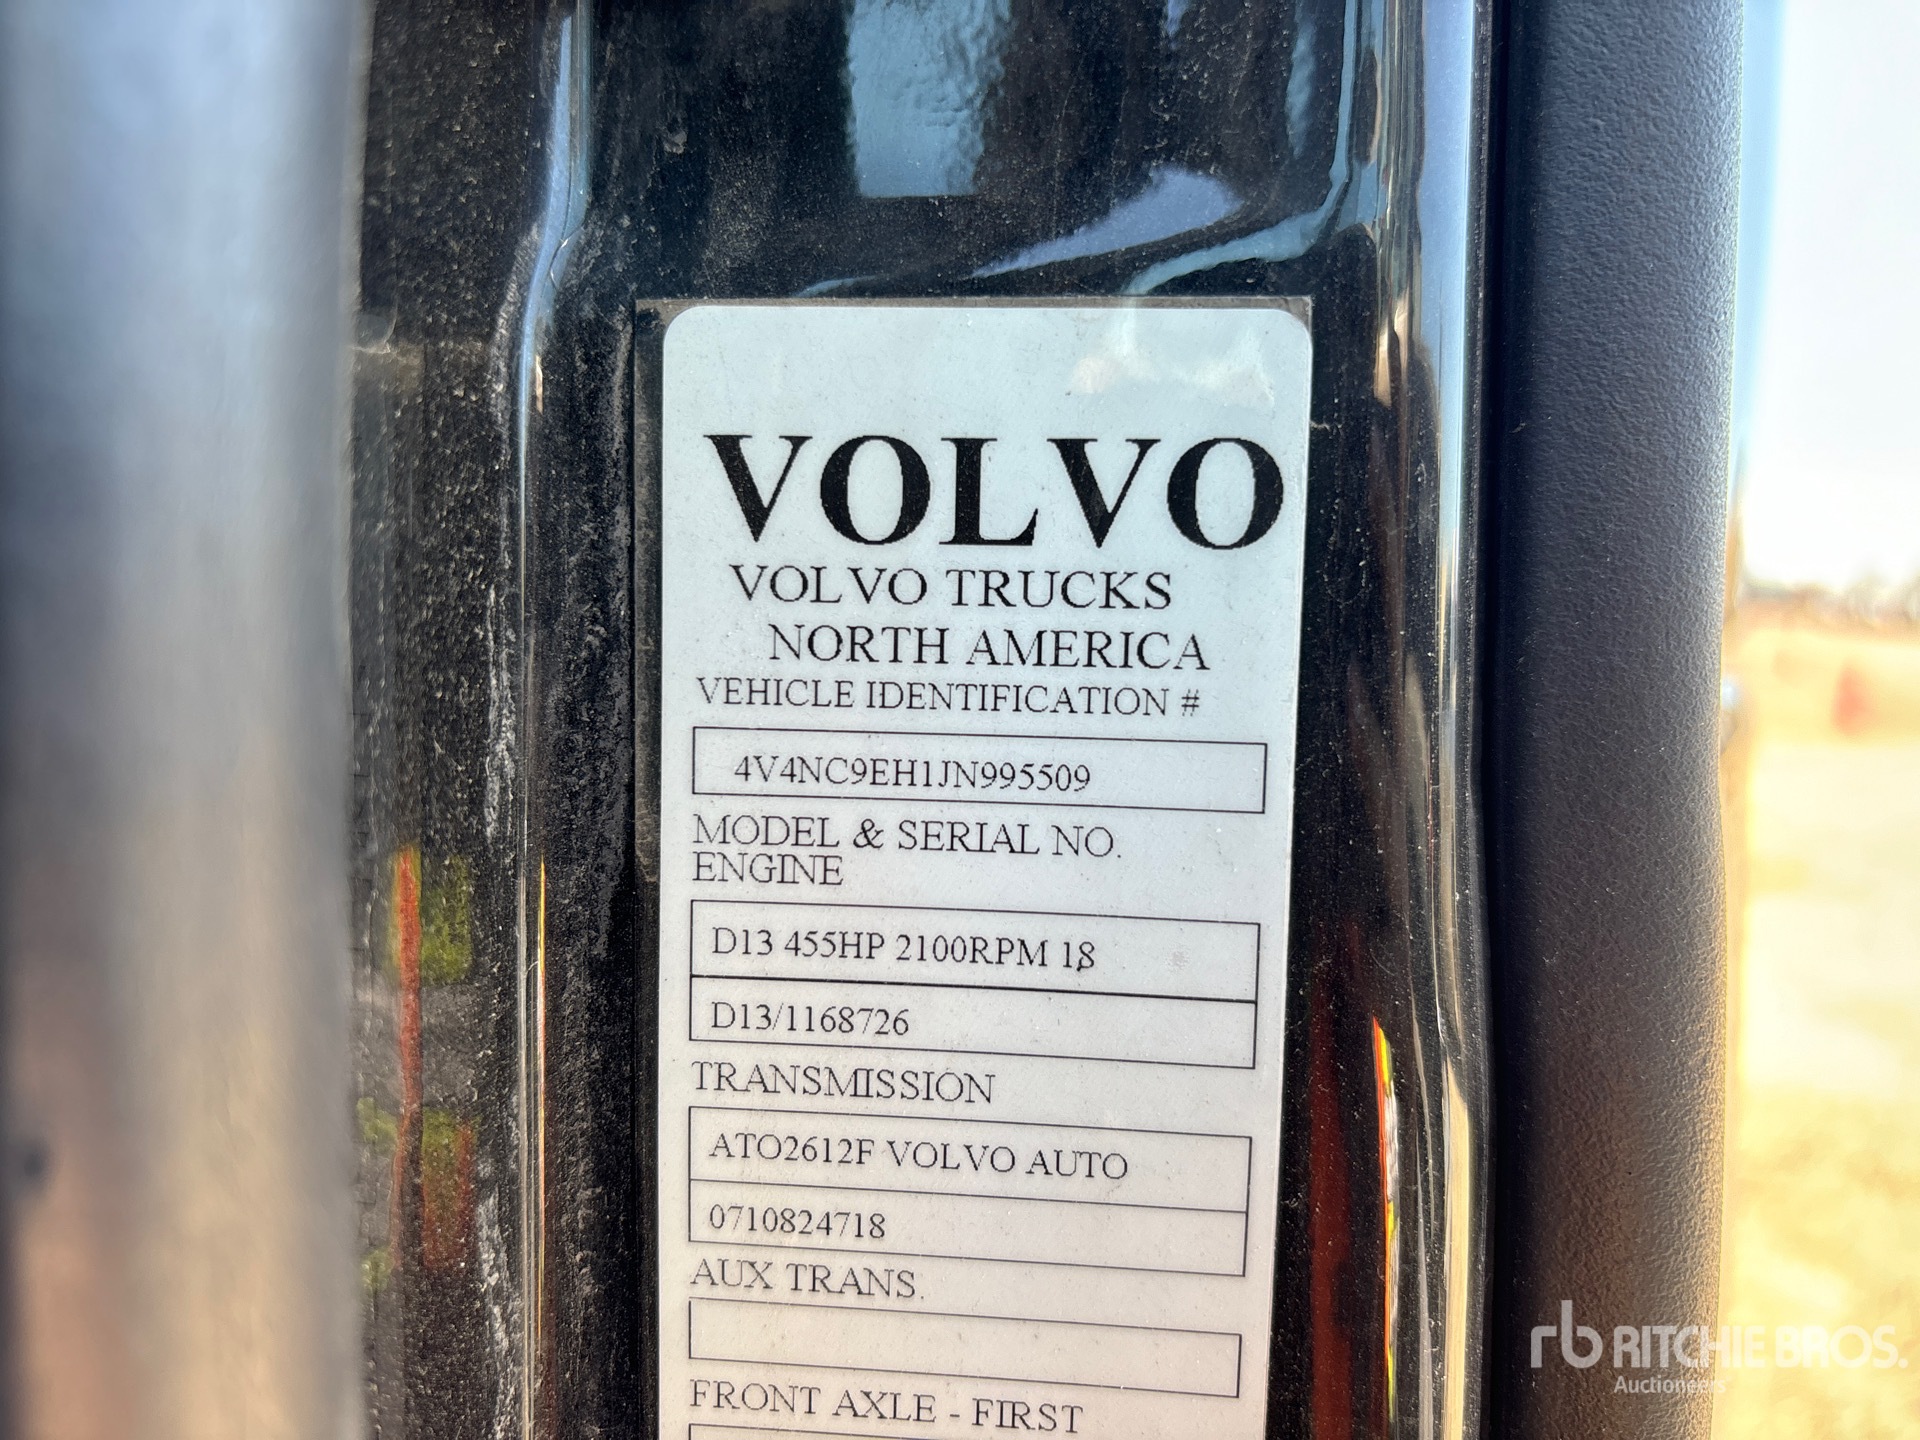 VOLVO
VOLVO TRUCKS
NORTH AMERICA
VEHICLE IDENTIFICATION #
4V4NC9EH1JN995509
MODEL & SERIAL NO.
ENGINE
D13 455HP 2100RPM 18
D13/1168726
TRANSMISSION
ATO2612F VOLVO AUTO
0710824718
AUX TRANS.
FRONT AXLE - FIRST
rb RITCHIE BROS.
Auctioneers